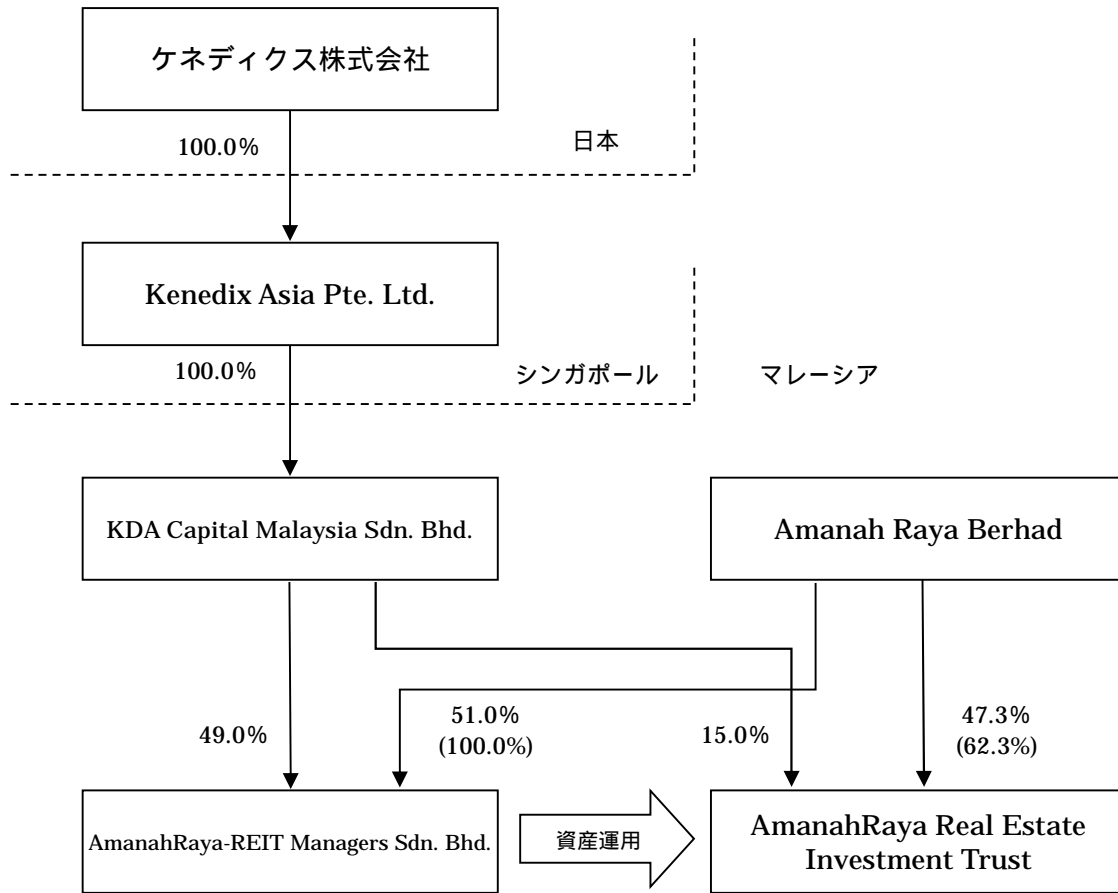 ケネディクス株式会社
100.0%
日本
Kenedix Asia Pte. Ltd.
100.0%
シンガポール
マレーシア
KDA Capital Malaysia Sdn. Bhd.
Amanah Raya Berhad
49.0%
51.0%
(100.0%)
15.0%
47.3%
(62.3%)
AmanahRaya-REIT Managers Sdn. Bhd.
資産運用
AmanahRaya Real Estate
Investment Trust